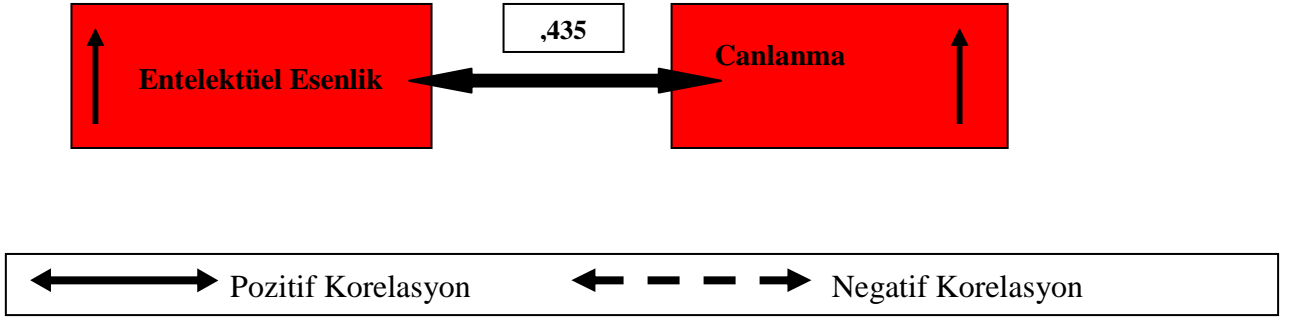 ,435
Entelektüel Esenlik
Canlanma
Pozitif Korelasyon
Negatif Korelasyon